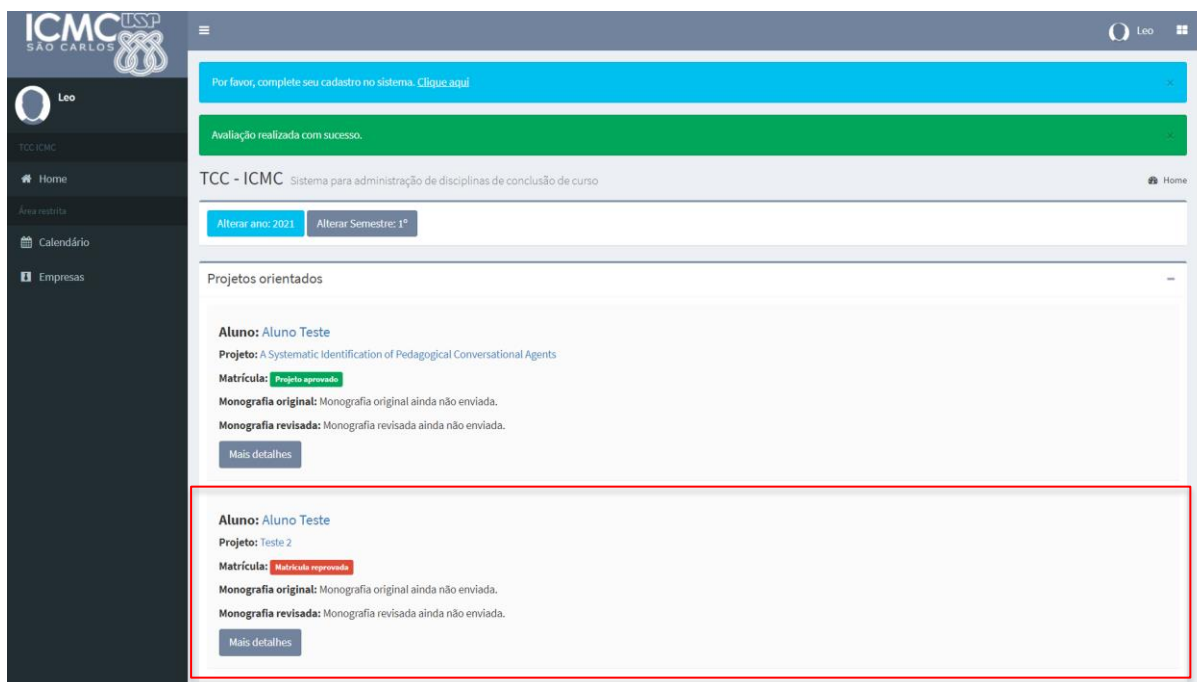 ICMC USP
SÃO CARLOS
Leo
Leo
TCC ICMC
Home
Área restrita
Calendário
Empresas
Por favor, complete seu cadastro no sistema. Clique aqui
×
Avaliação realizada com sucesso.
×
TCC - ICMC Sistema para administração de disciplinas de conclusão de curso
Home
Alterar ano: 2021 Alterar Semestre: 1º
Projetos orientados
Aluno: Aluno Teste
Projeto: A Systematic Identification of Pedagogical Conversational Agents
Matrícula: Projeto aprovado
Monografia original: Monografia original ainda não enviada.
Monografia revisada: Monografia revisada ainda não enviada.
Mais detalhes
Aluno: Aluno Teste
Projeto: Teste 2
Matrícula: Matrícula reprovada
Monografia original: Monografia original ainda não enviada.
Monografia revisada: Monografia revisada ainda não enviada.
Mais detalhes